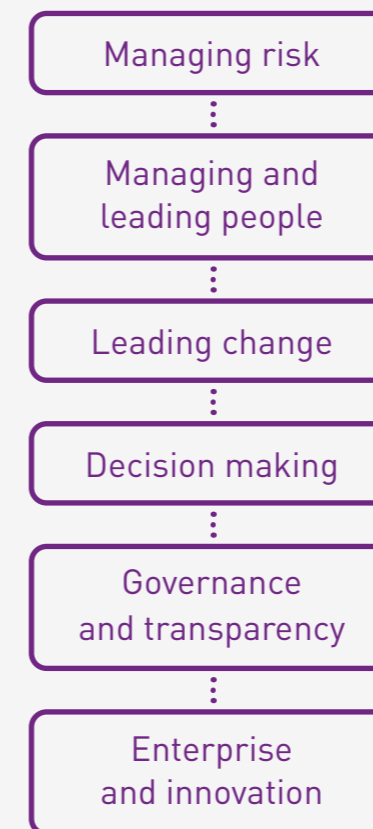 Managing risk
Managing and
leading people
Leading change
Decision making
Governance
and transparency
Enterprise
and innovation